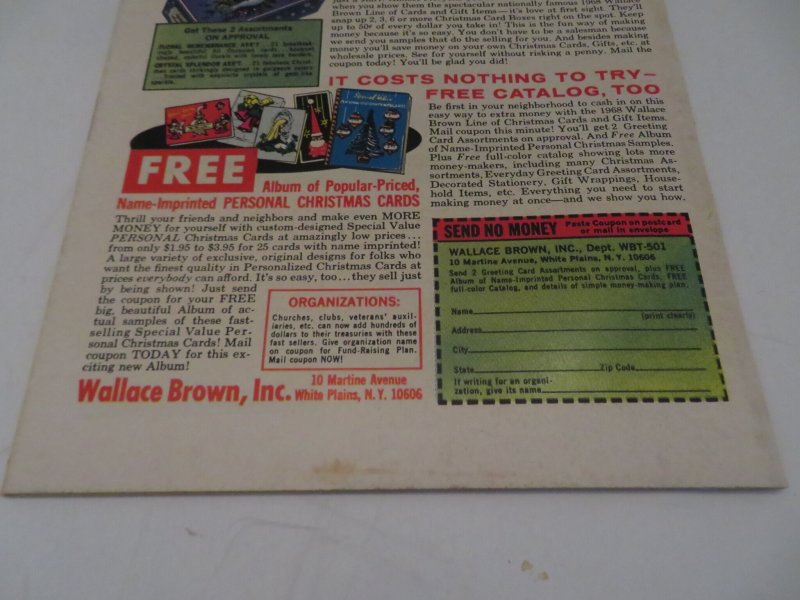 Get These 2 Assortments
ON APPROVAL
FLORAL REMEMBRANCE ASS'T. 21
CRYSTAL SPLENDOR ASS'T. 21 fabulous Christ-
mas cards strikingly designed in
when you show them the spectacular nationally famous 1968 Wallace
Brown Line of Cards and Gift Items—it's love at first sight. They'll
snap up 2, 3, 6 or more Christmas Card Boxes right on the spot. Keep
up to 50¢ of every dollar you take in! This is the fun way of making
money because it's so easy. You don't have to be a salesman because
we send you samples that do the selling for you. And besides making
money you'll save money on your own Christmas Cards, Gifts, etc. at
wholesale prices. See for yourself without risking a penny. Mail the
coupon today! You'll be glad you did!
IT COSTS NOTHING TO TRY—
FREE CATALOG, TOO
Be first in your neighborhood to cash in on this
easy way to extra money with the 1968 Wallace
Brown Line of Christmas Cards and Gift Items.
Mail coupon this minute! You'll get 2 Greeting
Card Assortments on approval. And Free Album
of Name-Imprinted Personal Christmas Samples.
Plus Free full-color catalog showing lots more
money-makers, including many Christmas As-
sortments, Everyday Greeting Card Assortments,
Decorated Stationery, Gift Wrappings, House-
hold Items, etc. Everything you need to start
making money at once—and we show you how.
FREE
Album of Popular-Priced,
Name-Imprinted PERSONAL CHRISTMAS CARDS
Thrill your friends and neighbors and make even MORE
MONEY for yourself with custom-designed Special Value
PERSONAL Christmas Cards at amazingly low prices...
from only $1.95 to $3.95 for 25 cards with name imprinted!
A large variety of exclusive, original designs for folks who
want the finest quality in Personalized Christmas Cards at
prices everybody can afford. It's so easy, too...they sell just
by being shown! Just send
the coupon for your FREE
big, beautiful Album of ac-
tual samples of these fast-
selling Special Value Per-
sonal Christmas Cards! Mail
coupon TODAY for this ex-
citing new Album!
ORGANIZATIONS:
Churches, clubs, veterans' auxil-
iaries, etc. can now add hundreds of
dollars to their treasuries with these
fast sellers. Give organization name
on coupon for Fund-Raising Plan.
Mail coupon NOW!
Wallace Brown, Inc. 10 Martine Avenue
White Plains, N.Y. 10606
SEND NO MONEY Paste Coupon on postcard
or mail in envelope
WALLACE BROWN, INC., Dept. WBT-501
10 Martine Avenue, White Plains, N.Y. 10606
Send 2 Greeting Card Assortments on approval, plus FREE
Album of Name-Imprinted Personal Christmas Cards, FREE
full-color Catalog, and details of simple money-making plan.
Name
(print clearly)
Address
City
State Zip Code
If writing for an organi-
zation, give its name